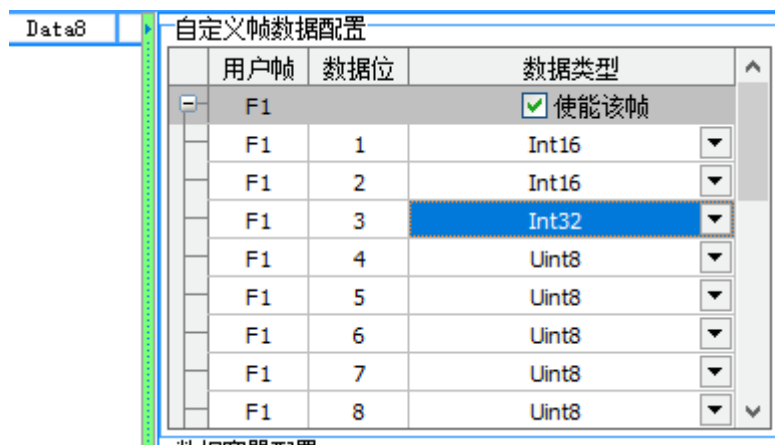 Data8
自定义帧数据配置
用户帧 数据位 数据类型
F1 使能该帧
F1 1 Int16
F1 2 Int16
F1 3 Int32
F1 4 Uint8
F1 5 Uint8
F1 6 Uint8
F1 7 Uint8
F1 8 Uint8